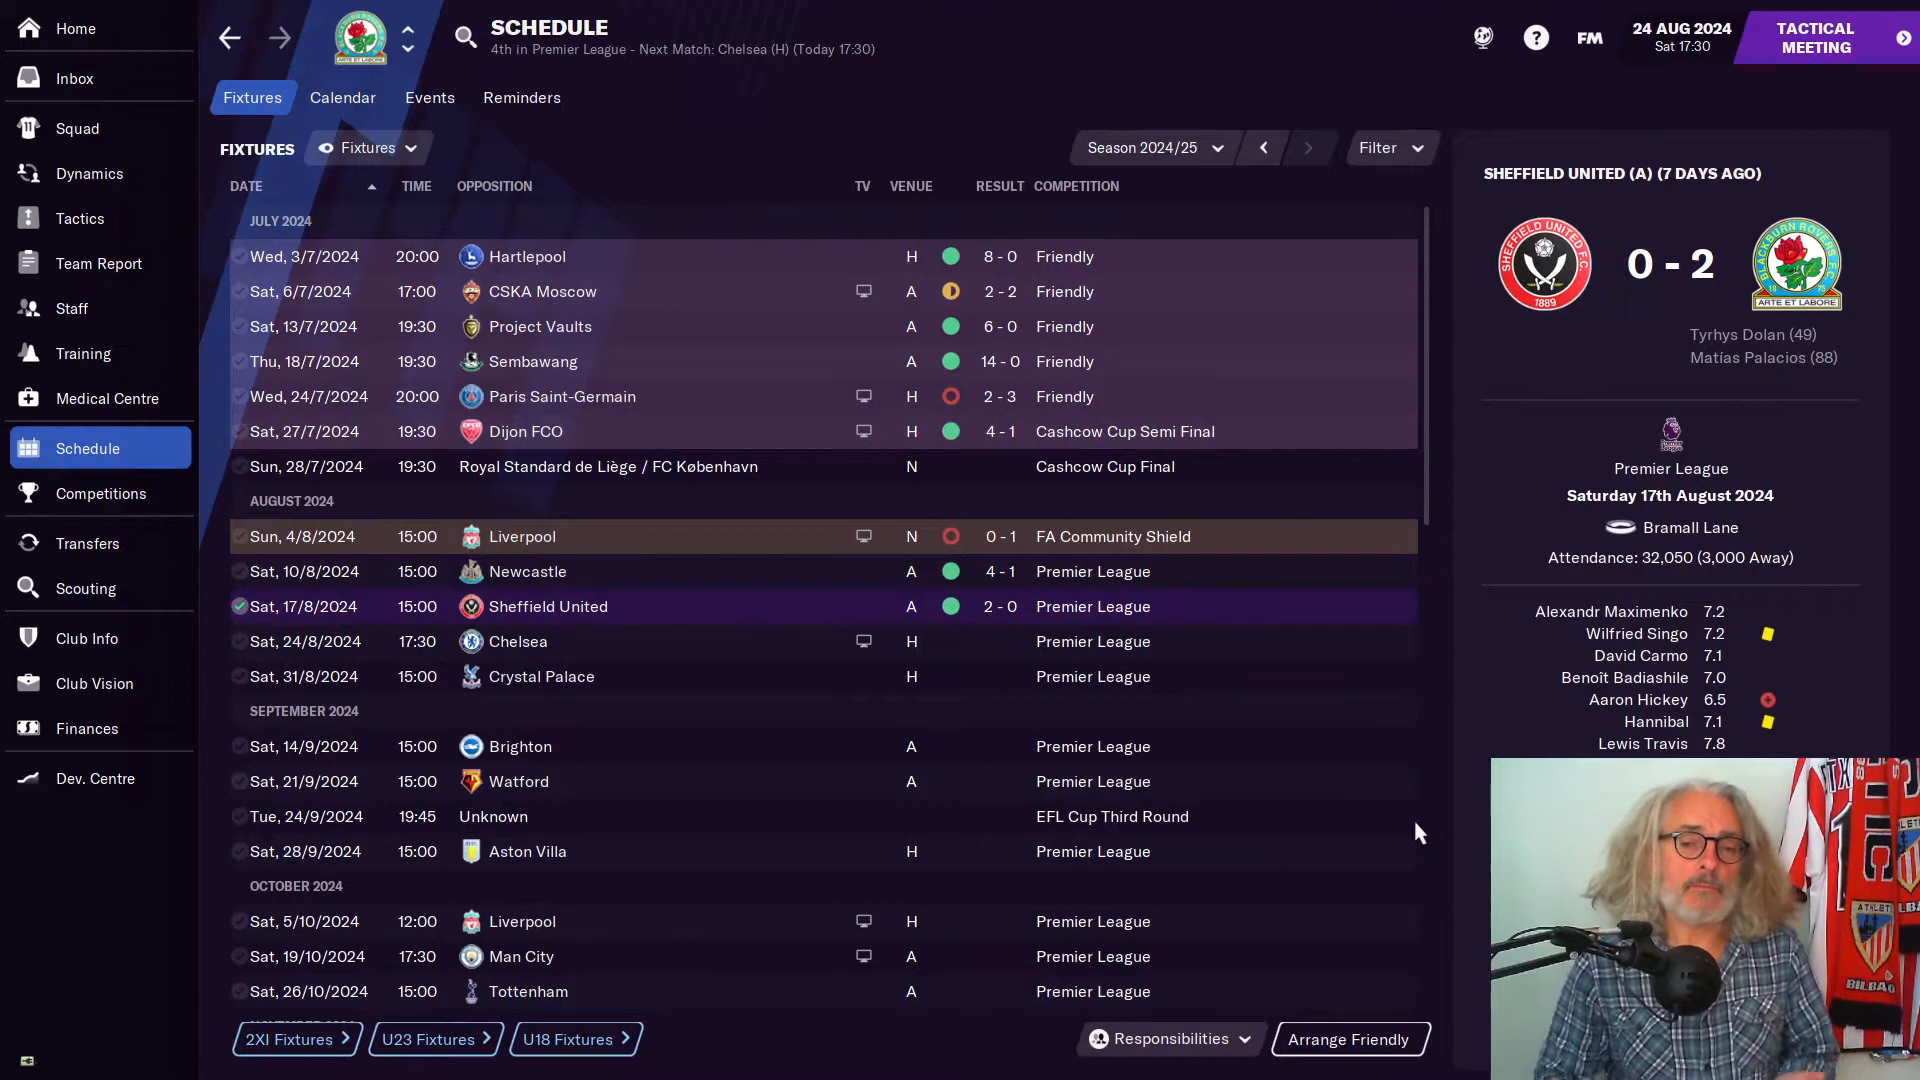 Home
Inbox
Squad
Dynamics
Tactics
Team Report
Staff
Training
Medical Centre
Schedule
Competitions
Transfers
Scouting
Club Info
Club Vision
Finances
Dev. Centre
SCHEDULE
4th in Premier League - Next Match: Chelsea (H) (Today 17:30)
FM
24 AUG 2024
Sat 17:30
TACTICAL
MEETING
Fixtures Calendar Events Reminders
FIXTURES Fixtures Season 2024/25 Filter
DATE TIME OPPOSITION TV VENUE RESULT COMPETITION
JULY 2024
Wed, 3/7/2024 20:00 Hartlepool H 8 - 0 Friendly
Sat, 6/7/2024 17:00 CSKA Moscow A 2 - 2 Friendly
Sat, 13/7/2024 19:30 Project Vaults A 6 - 0 Friendly
Thu, 18/7/2024 19:30 Sembawang A 14 - 0 Friendly
Wed, 24/7/2024 20:00 Paris Saint-Germain H 2 - 3 Friendly
Sat, 27/7/2024 19:30 Dijon FCO H 4 - 1 Cashcow Cup Semi Final
Sun, 28/7/2024 19:30 Royal Standard de Liège / FC København N Cashcow Cup Final
AUGUST 2024
Sun, 4/8/2024 15:00 Liverpool N 0 - 1 FA Community Shield
Sat, 10/8/2024 15:00 Newcastle A 4 - 1 Premier League
Sat, 17/8/2024 15:00 Sheffield United A 2 - 0 Premier League
Sat, 24/8/2024 17:30 Chelsea H Premier League
Sat, 31/8/2024 15:00 Crystal Palace H Premier League
SEPTEMBER 2024
Sat, 14/9/2024 15:00 Brighton A Premier League
Sat, 21/9/2024 15:00 Watford A Premier League
Tue, 24/9/2024 19:45 Unknown EFL Cup Third Round
Sat, 28/9/2024 15:00 Aston Villa H Premier League
OCTOBER 2024
Sat, 5/10/2024 12:00 Liverpool H Premier League
Sat, 19/10/2024 17:30 Man City A Premier League
Sat, 26/10/2024 15:00 Tottenham A Premier League
2XI Fixtures U23 Fixtures U18 Fixtures Responsibilities Arrange Friendly
SHEFFIELD UNITED (A) (7 DAYS AGO)
SHEFFIELD UNITED F.C.
1889
0 - 2
BLACKBURN ROVERS F.C.
18 75
ARTE ET LABORE
Tyrhys Dolan (49)
Matías Palacios (88)
Premier League
Saturday 17th August 2024
Bramall Lane
Attendance: 32,050 (3,000 Away)
Alexandr Maximenko 7.2
Wilfried Singo 7.2
David Carmo 7.1
Benoît Badiashile 7.0
Aaron Hickey 6.5
Hannibal 7.1
Lewis Travis 7.8
ATHLETI
BILBAO